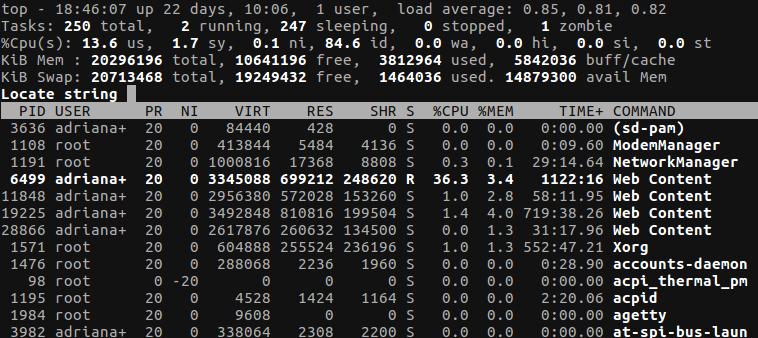 top - 18:46:07 up 22 days, 10:06,  1 user,  load average: 0.85, 0.81, 0.82
Tasks: 250 total,   2 running, 247 sleeping,   0 stopped,   1 zombie
%Cpu(s): 13.6 us,  1.7 sy,  0.1 ni, 84.6 id,  0.0 wa,  0.0 hi,  0.0 si,  0.0 st
KiB Mem : 20296196 total, 10641196 free,  3812964 used,  5842036 buff/cache
KiB Swap: 20713468 total, 19249432 free,  1464036 used. 14879300 avail Mem
Locate string
  PID USER      PR  NI    VIRT    RES    SHR S  %CPU %MEM     TIME+ COMMAND
 3636 adriana+  20   0   84440    428      0 S   0.0  0.0   0:00.00 (sd-pam)
 1108 root      20   0  413844   5484   4136 S   0.0  0.0   0:09.60 ModemManager
 1191 root      20   0 1000816  17368   8808 S   0.3  0.1  29:14.64 NetworkManager
 6499 adriana+  20   0 3345088 699212 248620 R  36.3  3.4   1122:16 Web Content
11848 adriana+  20   0 2956380 572028 153260 S   1.0  2.8  58:11.95 Web Content
19225 adriana+  20   0 3492848 810816 199504 S   1.4  4.0 719:38.26 Web Content
28866 adriana+  20   0 2617876 260632 134500 S   0.0  1.3  31:17.96 Web Content
 1571 root      20   0  604888 255524 236196 S   1.0  1.3 552:47.21 Xorg
 1476 root      20   0  288068   2236   1960 S   0.0  0.0   0:28.90 accounts-daemon
   98 root       0 -20       0      0      0 S   0.0  0.0   0:00.00 acpi_thermal_pm
 1195 root      20   0    4528   1424   1164 S   0.0  0.0   2:20.06 acpid
 1984 root      20   0    9608      0      0 S   0.0  0.0   0:00.00 agetty
 3982 adriana+  20   0  338064   2308   2200 S   0.0  0.0   0:00.00 at-spi-bus-laun